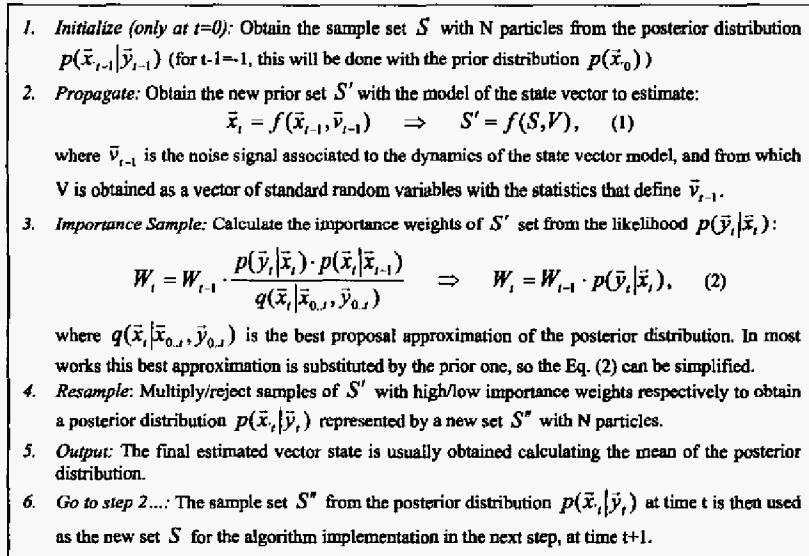 1. Initialize (only at t=0): Obtain the sample set S with N particles from the posterior distribution
p(x⃗_{t−1}|y⃗_{t−1}) (for t-1=-1, this will be done with the prior distribution p(x⃗_0))
2. Propagate: Obtain the new prior set S′ with the model of the state vector to estimate:
x⃗_t = f(x⃗_{t−1}, v⃗_{t−1}) ⇒ S′ = f(S,V), (1)
where v⃗_{t−1} is the noise signal associated to the dynamics of the state vector model, and from which
V is obtained as a vector of standard random variables with the statistics that define v⃗_{t−1}.
3. Importance Sample: Calculate the importance weights of S′ set from the likelihood p(y⃗_t|x⃗_t):
W_t = W_{t−1} · p(y⃗_t|x⃗_t) · p(x⃗_t|x⃗_{t−1}) / q(x⃗_t|x⃗_{0..t}, y⃗_{0..t}) ⇒ W_t = W_{t−1} · p(y⃗_t|x⃗_t), (2)
where q(x⃗_t|x⃗_{0..t}, y⃗_{0..t}) is the best proposal approximation of the posterior distribution. In most
works this best approximation is substituted by the prior one, so the Eq. (2) can be simplified.
4. Resample: Multiply/reject samples of S′ with high/low importance weights respectively to obtain
a posterior distribution p(x⃗_t|y⃗_t) represented by a new set S″ with N particles.
5. Output: The final estimated vector state is usually obtained calculating the mean of the posterior
distribution.
6. Go to step 2...: The sample set S″ from the posterior distribution p(x⃗_t|y⃗_t) at time t is then used
as the new set S for the algorithm implementation in the next step, at time t+1.